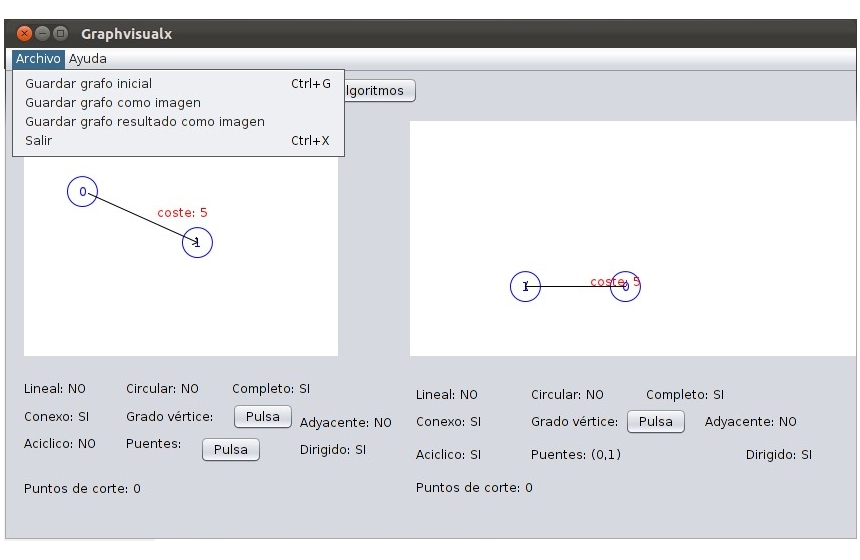 Graphvisualx
Archivo Ayuda
Guardar grafo inicial Ctrl+G
Guardar grafo como imagen
Guardar grafo resultado como imagen
Salir Ctrl+X
lgoritmos
0
coste: 5
1
1
coste: 5
0
Lineal: NO Circular: NO Completo: SI
Conexo: SI Grado vértice: Pulsa Adyacente: NO
Aciclico: NO Puentes: Pulsa Dirigido: SI
Puntos de corte: 0
Lineal: NO Circular: NO Completo: SI
Conexo: SI Grado vértice: Pulsa Adyacente: NO
Aciclico: SI Puentes: (0,1) Dirigido: SI
Puntos de corte: 0